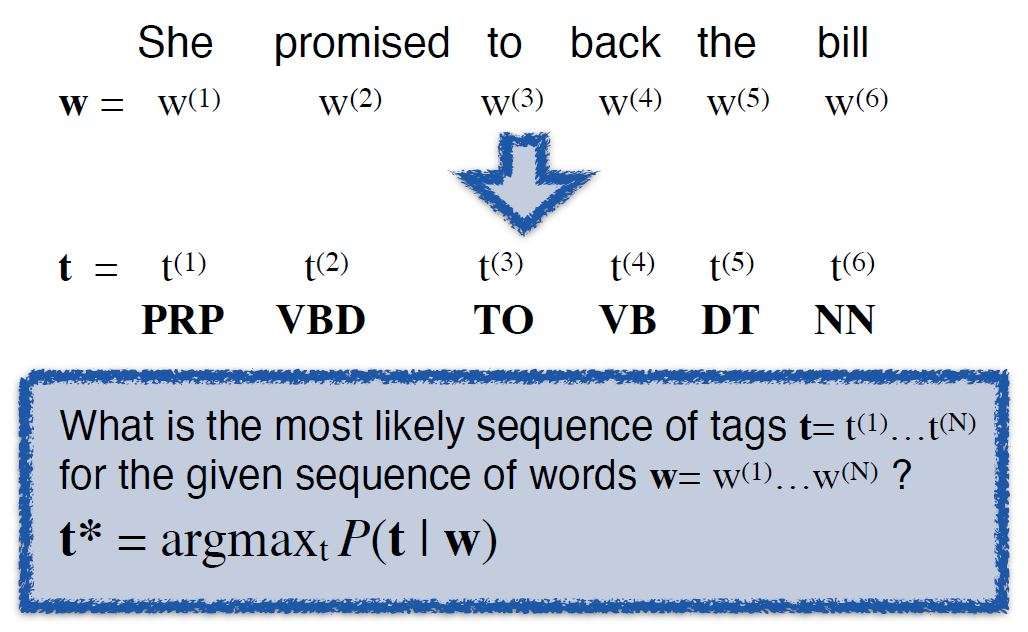 She promised to back the bill
w = w(1) w(2) w(3) w(4) w(5) w(6)
t = t(1) t(2) t(3) t(4) t(5) t(6)
PRP VBD TO VB DT NN
What is the most likely sequence of tags t= t(1)…t(N)
for the given sequence of words w= w(1)…w(N) ?
t* = argmaxt P(t | w)